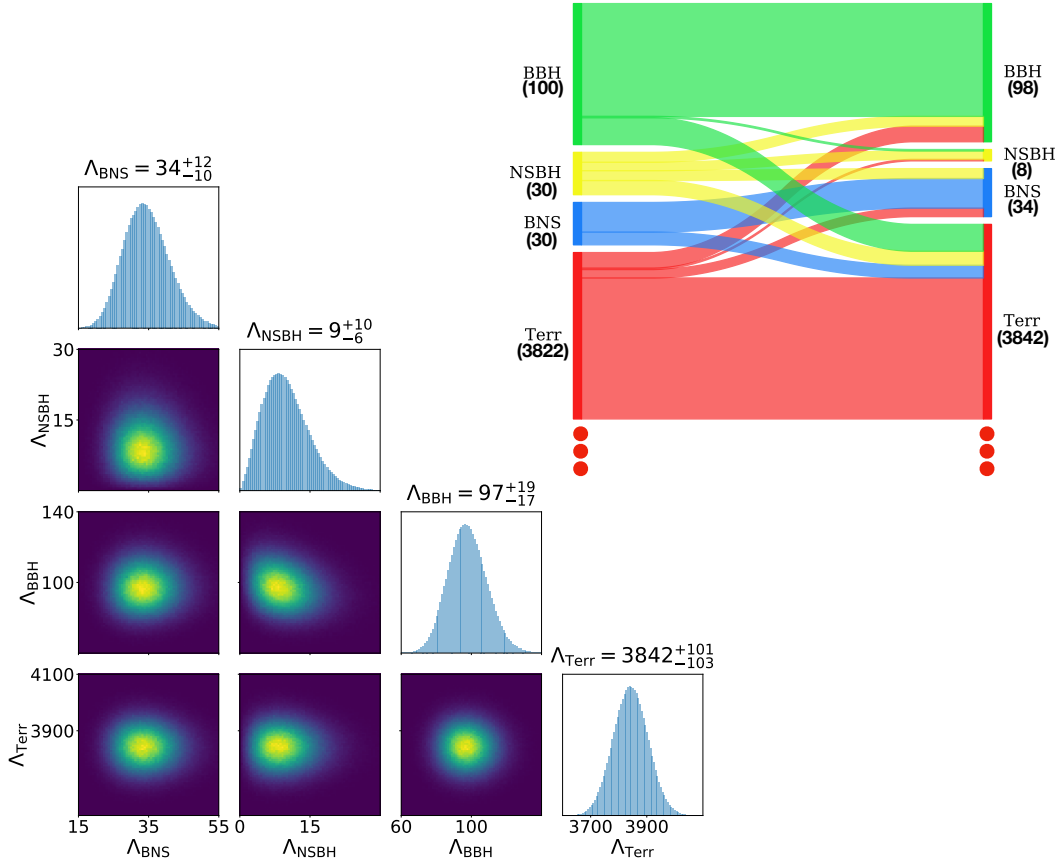 BBH
(100)
NSBH
(30)
BNS
(30)
Terr
(3822)
BBH
(98)
NSBH
(8)
BNS
(34)
Terr
(3842)
Λ_BNS = 34^{+12}_{-10}
Λ_NSBH = 9^{+10}_{-6}
30
15
Λ_NSBH
Λ_BBH = 97^{+19}_{-17}
140
100
Λ_BBH
Λ_Terr = 3842^{+101}_{-103}
4100
3900
Λ_Terr
15 35 55
Λ_BNS
0 15
Λ_NSBH
60 100
Λ_BBH
3700 3900
Λ_Terr